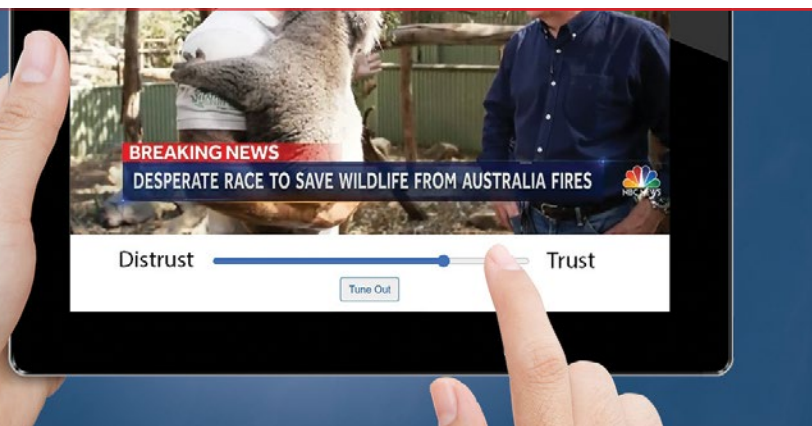 BREAKING NEWS
DESPERATE RACE TO SAVE WILDLIFE FROM AUSTRALIA FIRES
NBC NEWS
Distrust Trust
Tune Out